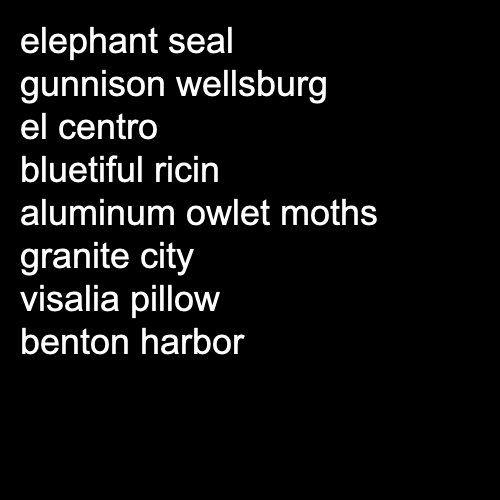 elephant seal
gunnison wellsburg
el centro
bluetiful ricin
aluminum owlet moths
granite city
visalia pillow
benton harbor